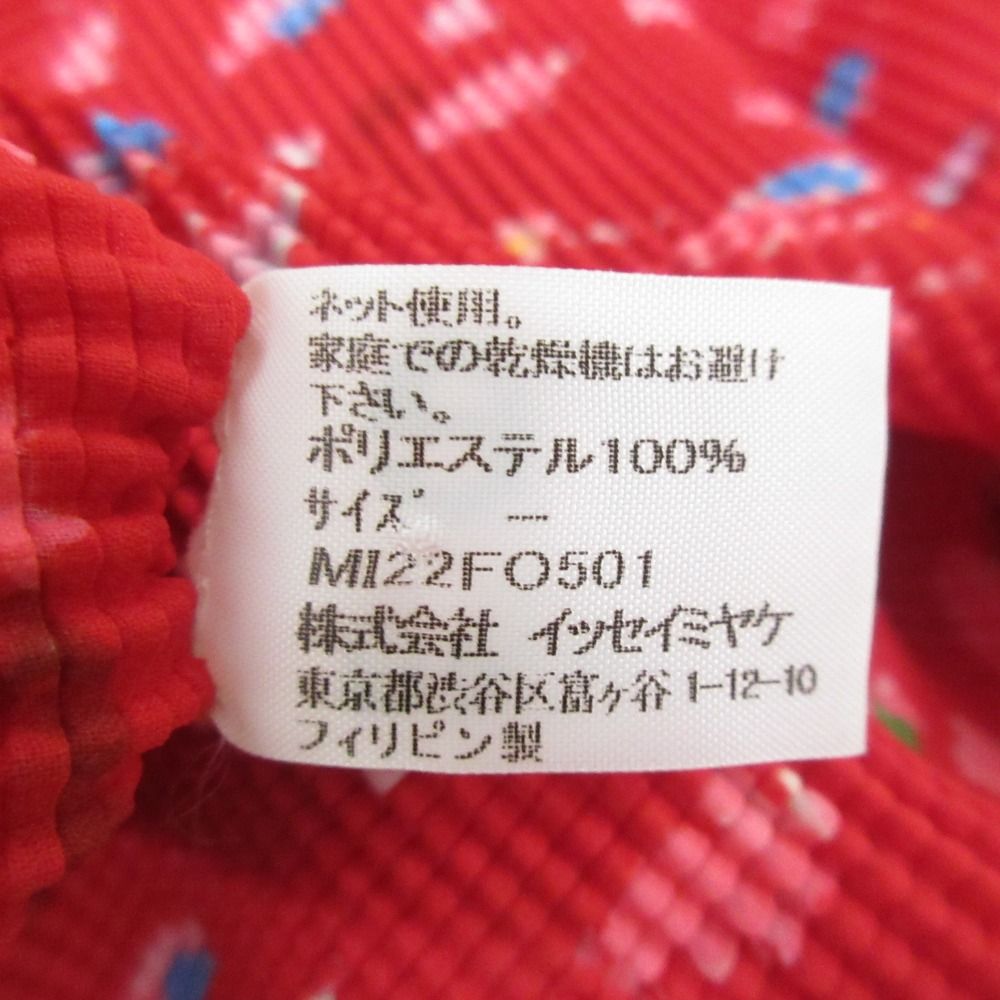 ネット使用。
家庭での乾燥機はお避け
下さい。
ポリエステル100%
サイズ　　—
MI22FO501
株式会社 イッセイミヤケ
東京都渋谷区富ヶ谷 1-12-10
フィリピン製